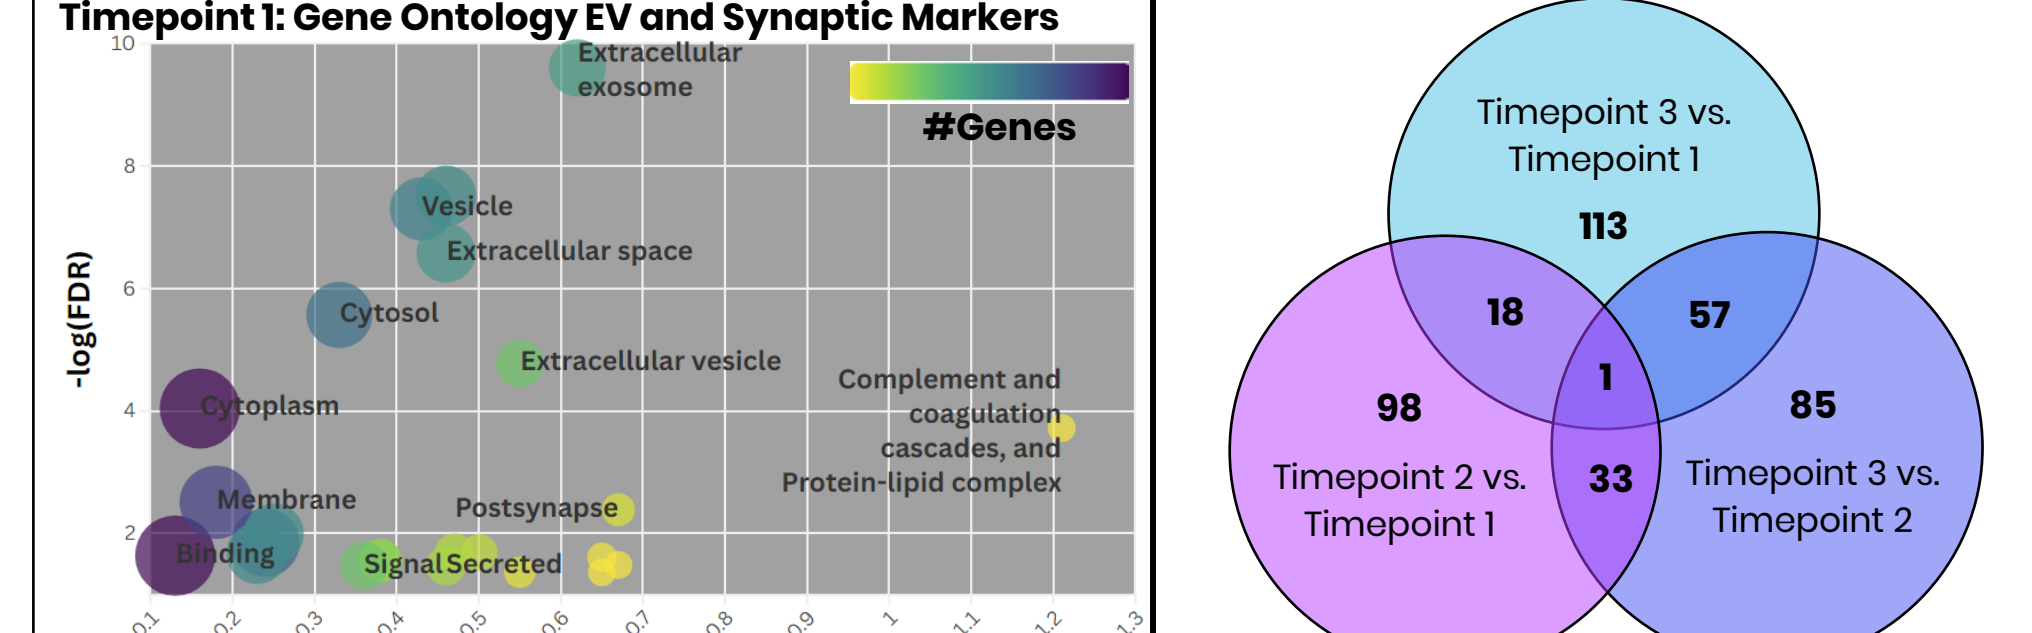 Timepoint 1: Gene Ontology EV and Synaptic Markers
10
8
6
4
2
-log(FDR)
Extracellular
exosome
#Genes
Vesicle
Extracellular space
Cytosol
Extracellular vesicle
Cytoplasm
Complement and
coagulation
cascades, and
Protein-lipid complex
Membrane
Postsynapse
Binding
Signal
Secreted
0.1
0.2
0.3
0.4
0.5
0.6
0.7
0.8
0.9
1
1.1
1.2
1.3
Timepoint 3 vs.
Timepoint 1
113
18
57
1
98
85
33
Timepoint 2 vs.
Timepoint 1
Timepoint 3 vs.
Timepoint 2